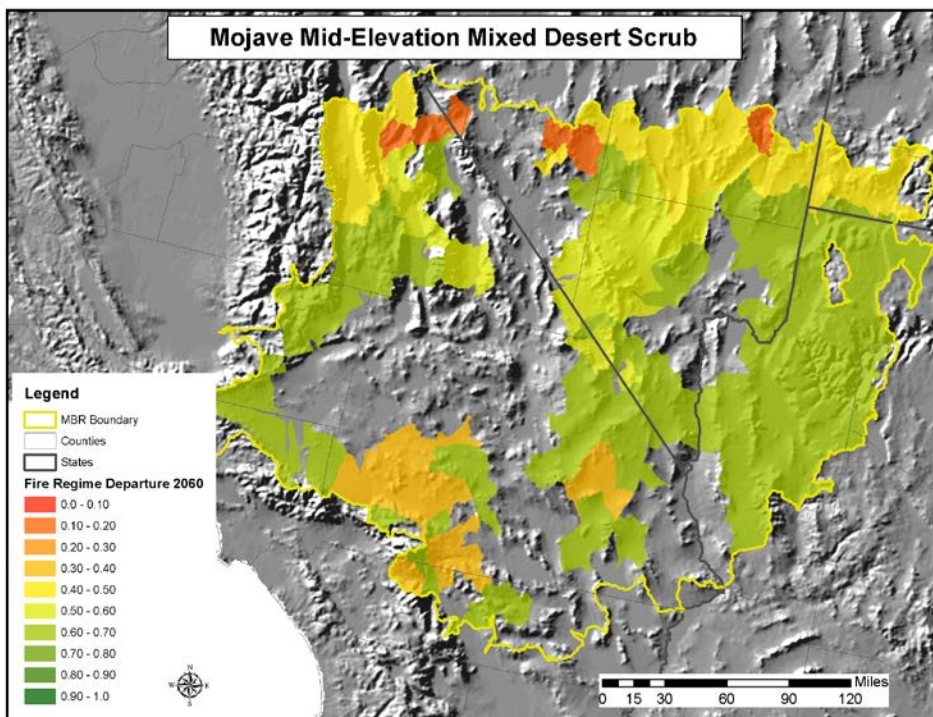 Mojave Mid-Elevation Mixed Desert Scrub
Legend
MBR Boundary
Counties
States
Fire Regime Departure 2060
0.0 - 0.10
0.10 - 0.20
0.20 - 0.30
0.30 - 0.40
0.40 - 0.50
0.50 - 0.60
0.60 - 0.70
0.70 - 0.80
0.80 - 0.90
0.90 - 1.0
N
W E
S
Miles
0 15 30 60 90 120